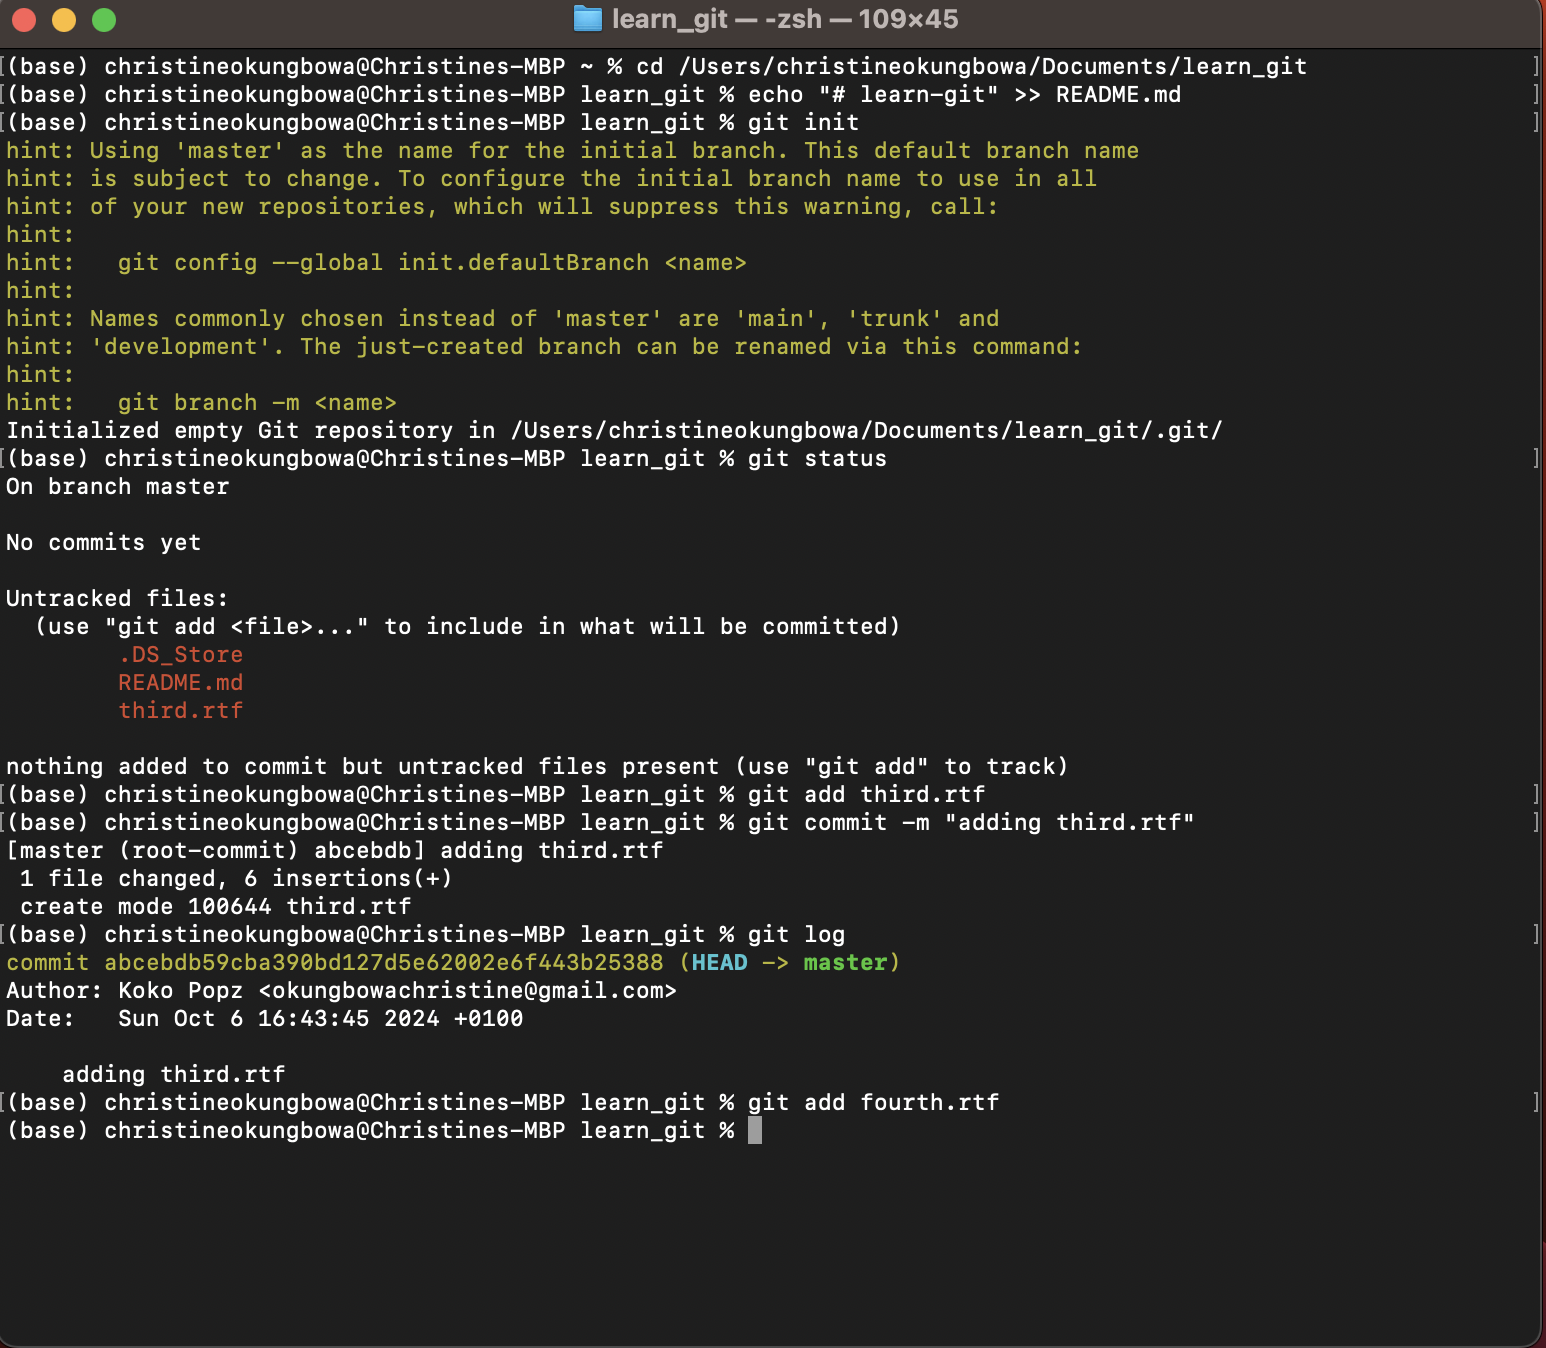 learn_git — -zsh — 109×45
[(base) christineokungbowa@Christines-MBP ~ % cd /Users/christineokungbowa/Documents/learn_git ]
[(base) christineokungbowa@Christines-MBP learn_git % echo "# learn-git" >> README.md ]
[(base) christineokungbowa@Christines-MBP learn_git % git init ]
hint: Using 'master' as the name for the initial branch. This default branch name
hint: is subject to change. To configure the initial branch name to use in all
hint: of your new repositories, which will suppress this warning, call:
hint:
hint:   git config --global init.defaultBranch <name>
hint:
hint: Names commonly chosen instead of 'master' are 'main', 'trunk' and
hint: 'development'. The just-created branch can be renamed via this command:
hint:
hint:   git branch -m <name>
Initialized empty Git repository in /Users/christineokungbowa/Documents/learn_git/.git/
[(base) christineokungbowa@Christines-MBP learn_git % git status ]
On branch master
No commits yet
Untracked files:
  (use "git add <file>..." to include in what will be committed)
        .DS_Store
        README.md
        third.rtf
nothing added to commit but untracked files present (use "git add" to track)
[(base) christineokungbowa@Christines-MBP learn_git % git add third.rtf ]
[(base) christineokungbowa@Christines-MBP learn_git % git commit -m "adding third.rtf" ]
[master (root-commit) abcebdb] adding third.rtf
 1 file changed, 6 insertions(+)
 create mode 100644 third.rtf
[(base) christineokungbowa@Christines-MBP learn_git % git log ]
commit abcebdb59cba390bd127d5e62002e6f443b25388 (HEAD -> master)
Author: Koko Popz <okungbowachristine@gmail.com>
Date:   Sun Oct 6 16:43:45 2024 +0100
    adding third.rtf
[(base) christineokungbowa@Christines-MBP learn_git % git add fourth.rtf ]
(base) christineokungbowa@Christines-MBP learn_git %